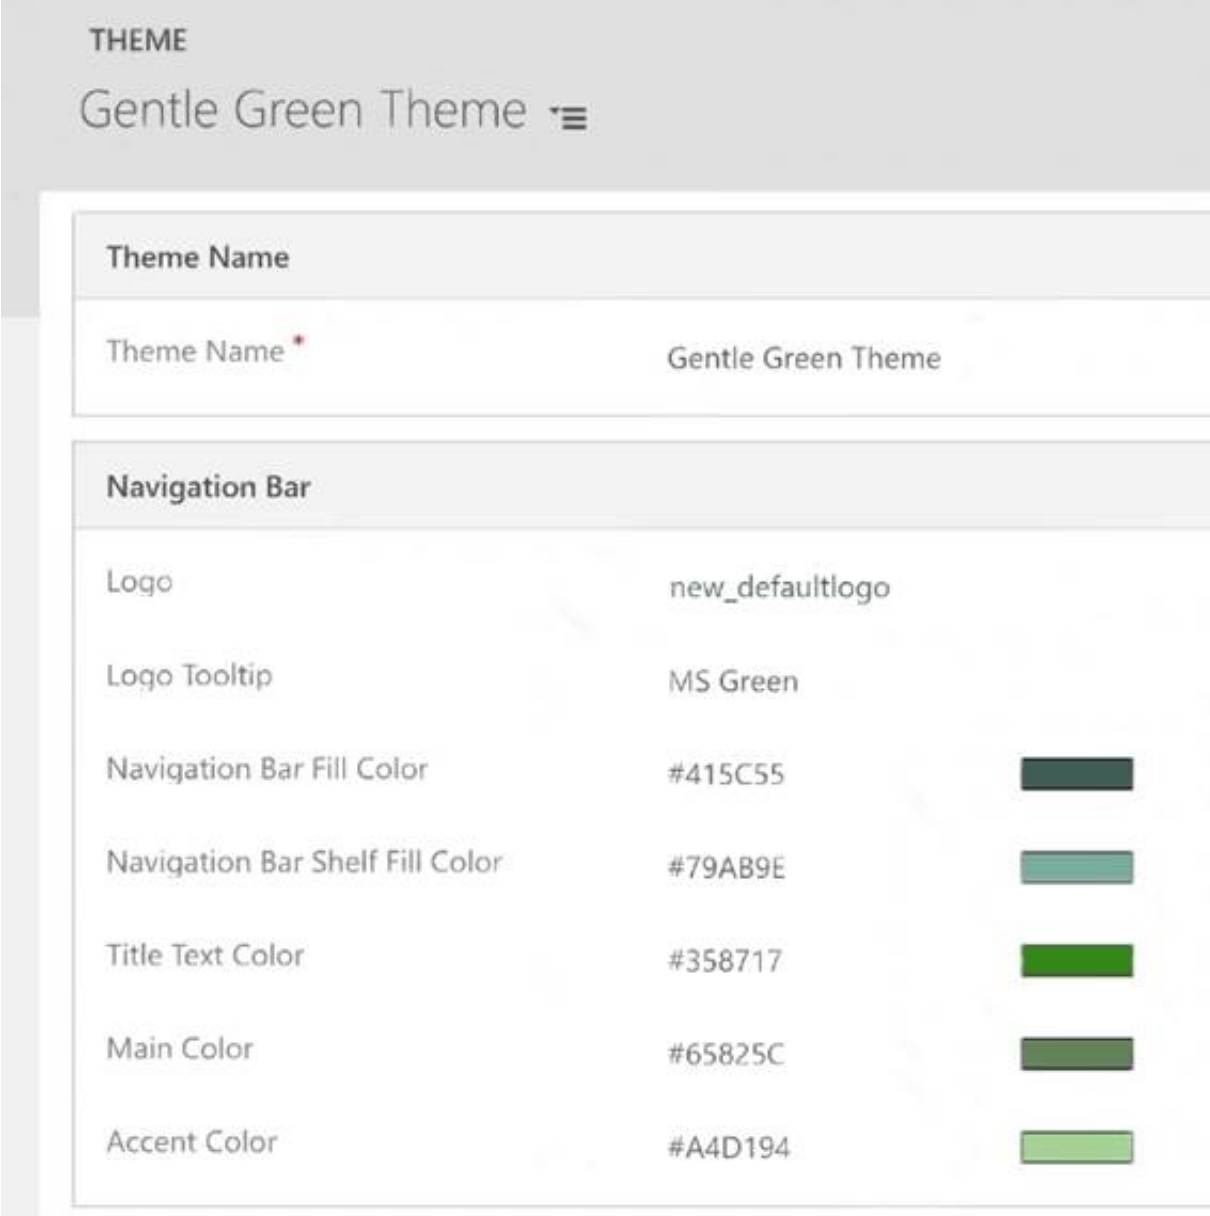 THEME
Gentle Green Theme
Theme Name
Theme Name * Gentle Green Theme
Navigation Bar
Logo new_defaultlogo
Logo Tooltip MS Green
Navigation Bar Fill Color #415C55
Navigation Bar Shelf Fill Color #79AB9E
Title Text Color #358717
Main Color #65825C
Accent Color #A4D194